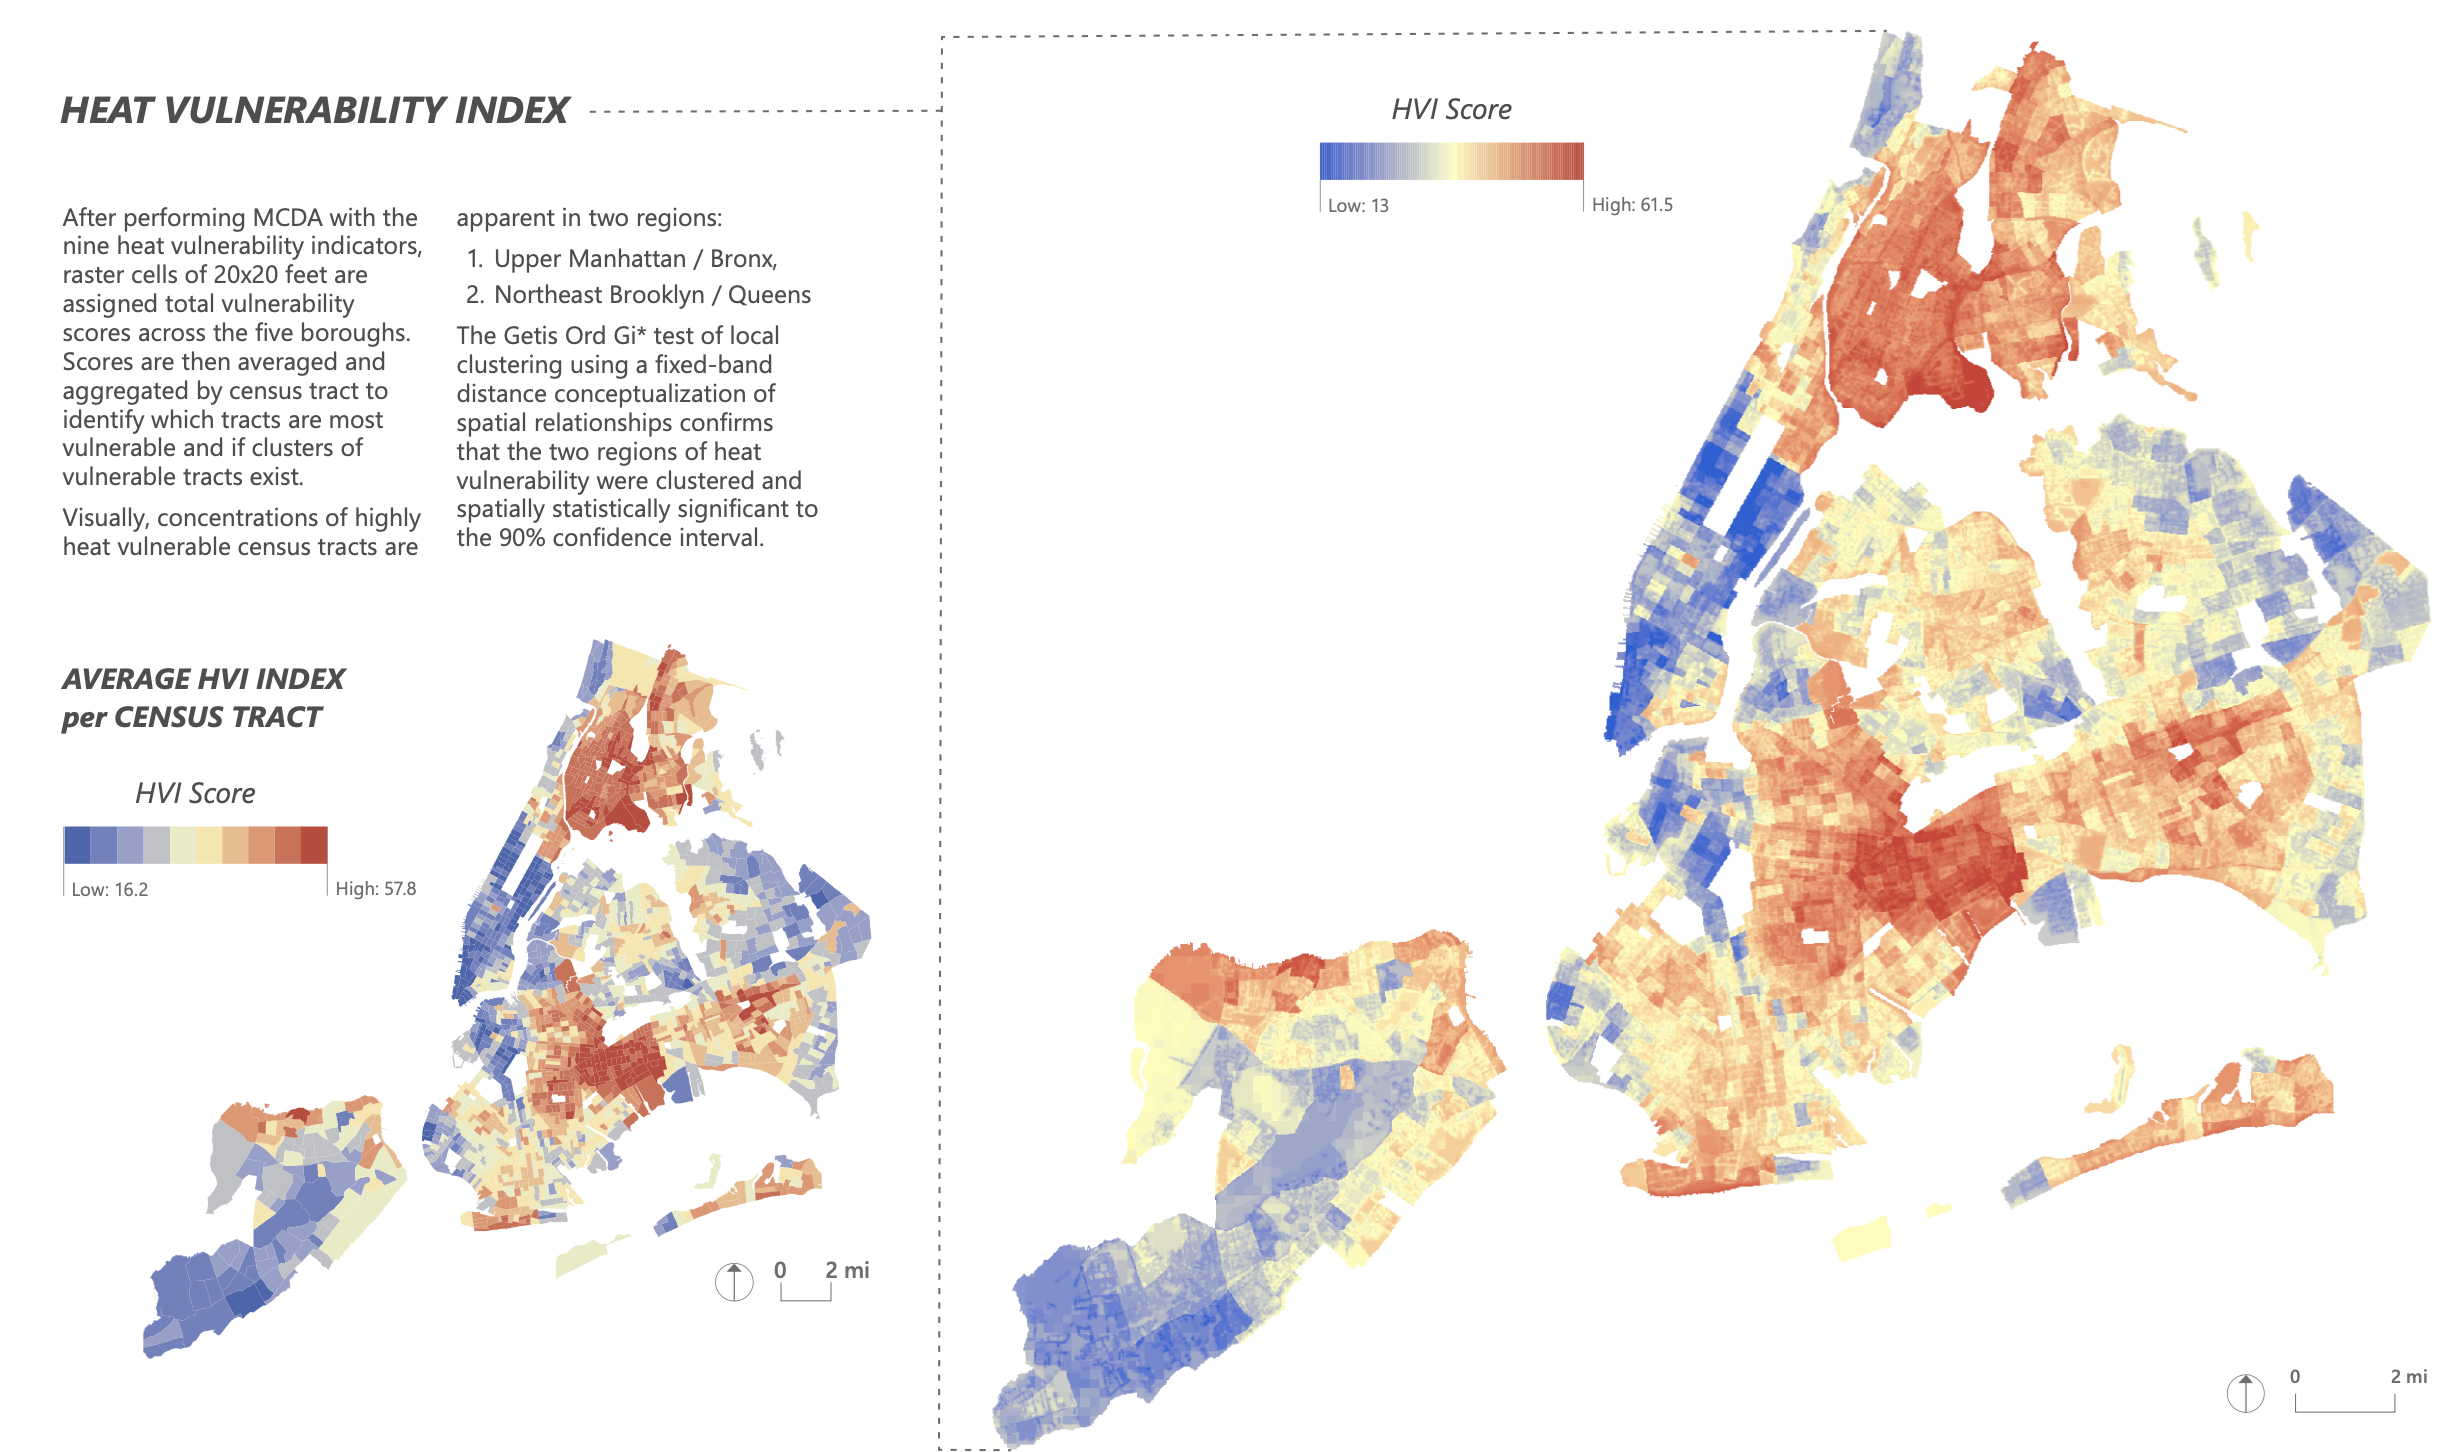 HEAT VULNERABILITY INDEX
After performing MCDA with the
nine heat vulnerability indicators,
raster cells of 20x20 feet are
assigned total vulnerability
scores across the five boroughs.
Scores are then averaged and
aggregated by census tract to
identify which tracts are most
vulnerable and if clusters of
vulnerable tracts exist.
Visually, concentrations of highly
heat vulnerable census tracts are
apparent in two regions:
1. Upper Manhattan / Bronx,
2. Northeast Brooklyn / Queens
The Getis Ord Gi* test of local
clustering using a fixed-band
distance conceptualization of
spatial relationships confirms
that the two regions of heat
vulnerability were clustered and
spatially statistically significant to
the 90% confidence interval.
AVERAGE HVI INDEX
per CENSUS TRACT
HVI Score
Low: 16.2
High: 57.8
0 2 mi
HVI Score
Low: 13
High: 61.5
0 2 mi